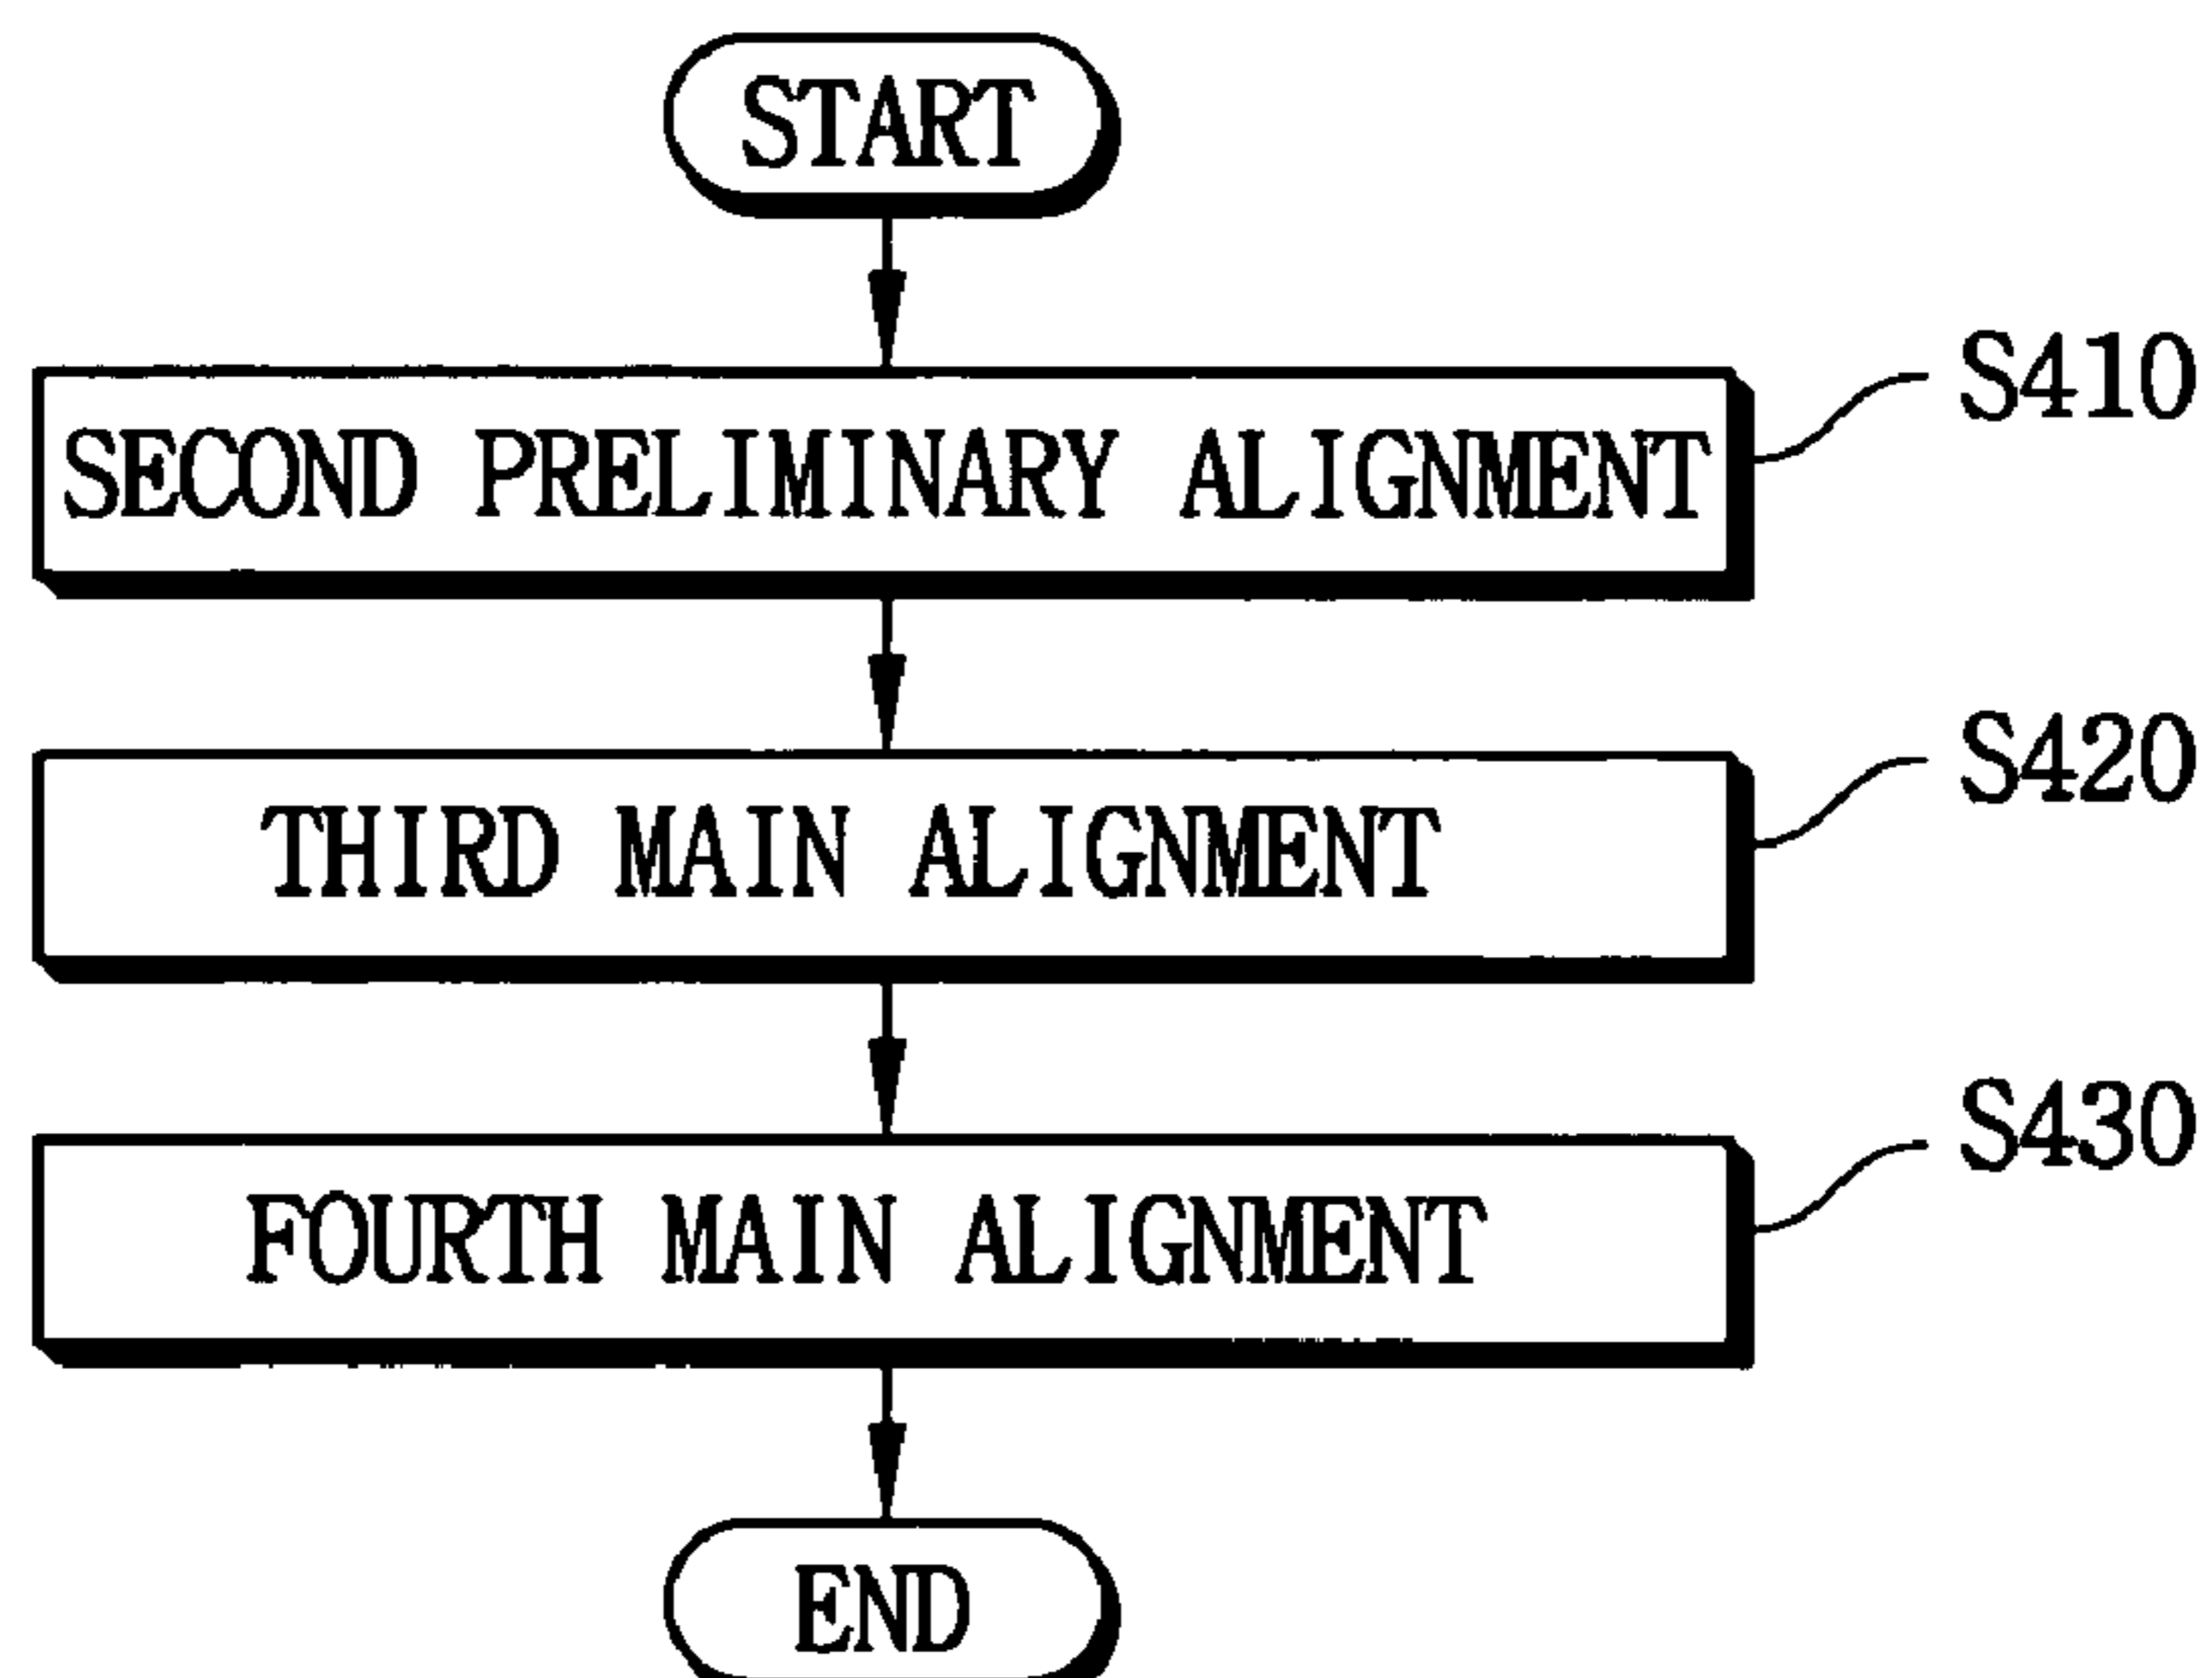 START
S410
SECOND PRELIMINARY ALIGNMENT
S420
THIRD MAIN ALIGNMENT
S430
FOURTH MAIN ALIGNMENT
END